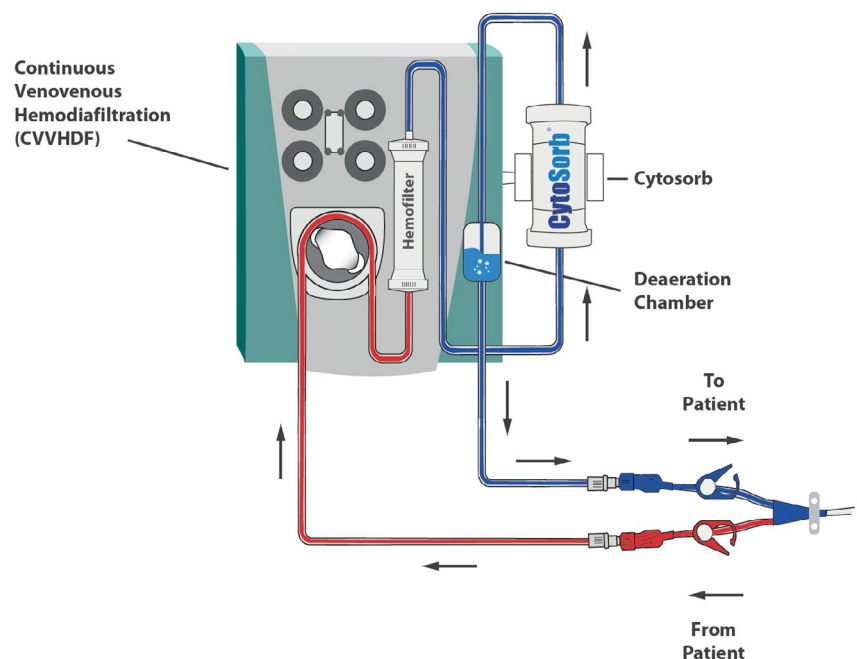 Continuous
Venovenous
Hemodiafiltration
(CVVHDF)
Hemofilter
CytoSorb
Cytosorb
Deaeration
Chamber
To
Patient
From
Patient